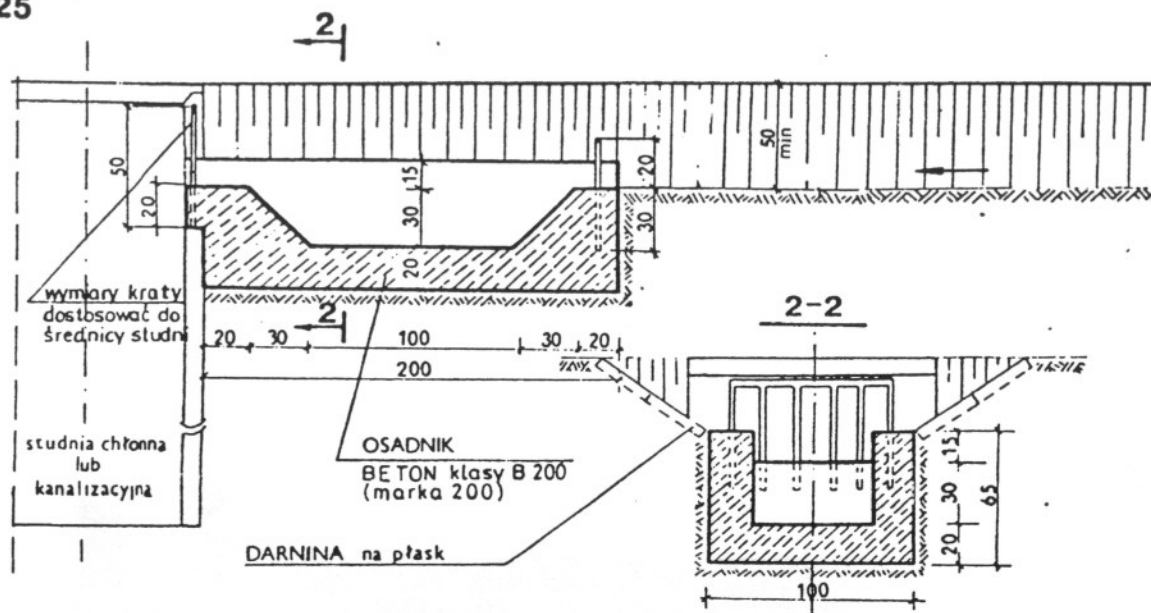 25
2
50
20
15
30
20
20
30
50
min
wymiary kraty
dostosować do
średnicy studni
2
20
30
100
30
20
200
2-2
studnia chłonna
lub
kanalizacyjna
OSADNIK
BETON klasy B 200
(marka 200)
DARNINA na płask
15
30
20
65
100